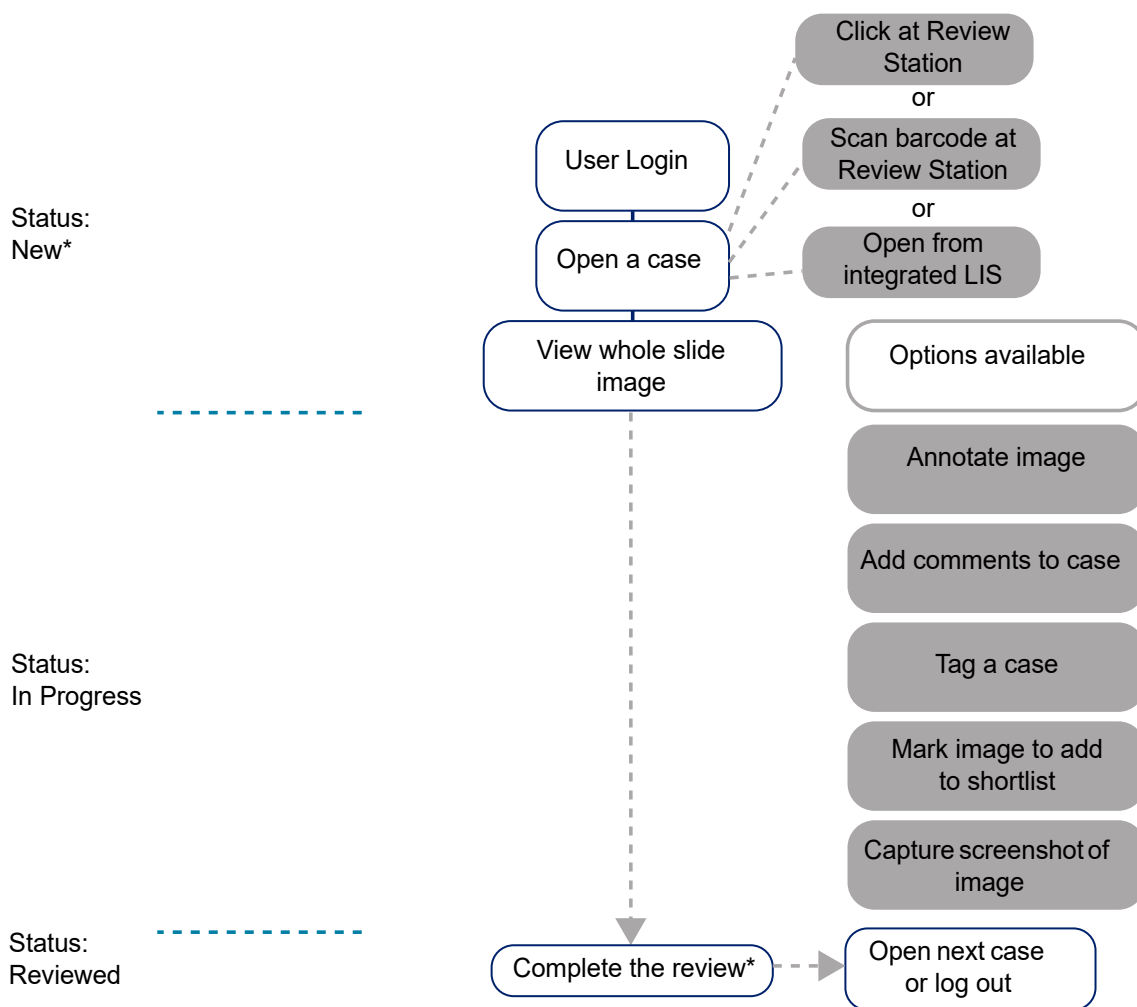 Click at Review
Station
or
User Login
Scan barcode at
Review Station
Status:
New*
or
Open a case
Open from
integrated LIS
View whole slide
image
Options available
Annotate image
Add comments to case
Status:
In Progress
Tag a case
Mark image to add
to shortlist
Capture screenshot of
image
Status:
Reviewed
Complete the review*
Open next case
or log out